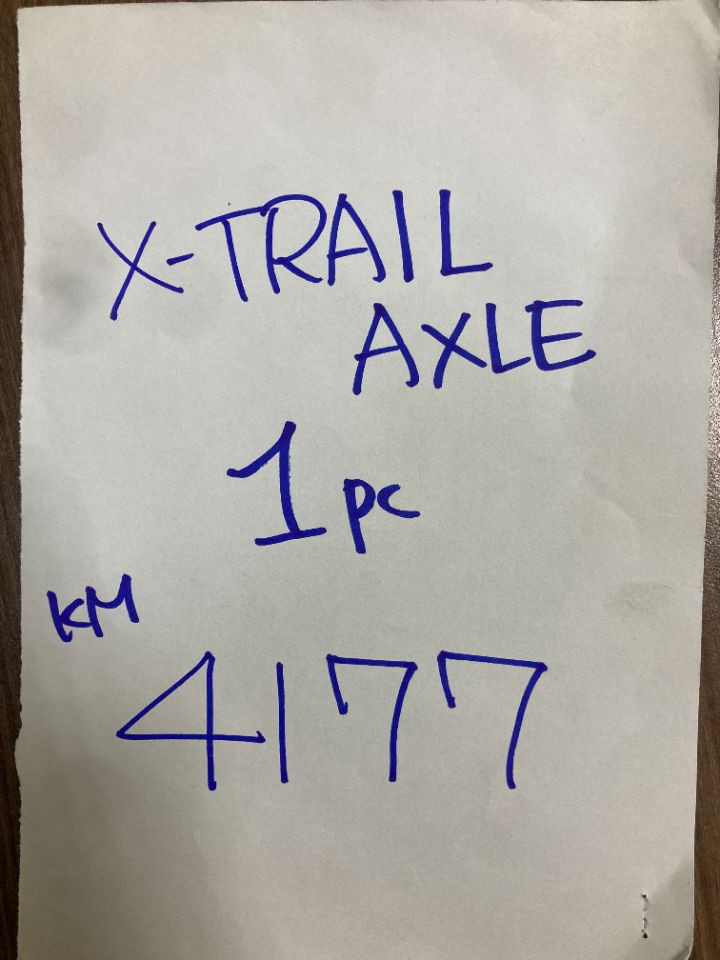 X-TRAIL
AXLE
1 pc
KM
4177